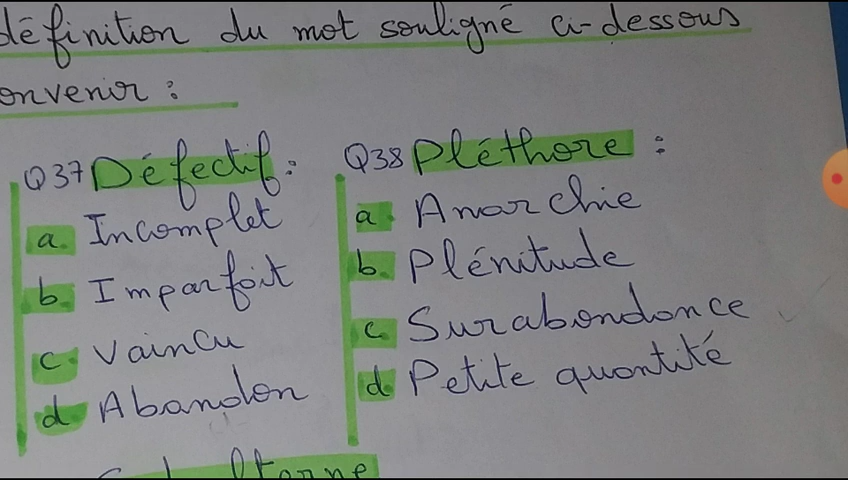 définition du mot souligné ci-dessous
onvenir :
Q37 Défectif :
a. Incomplet
b. Imparfait
c. Vaincu
d. Abandon
Q38 Pléthore :
a. Anarchie
b. Plénitude
c. Surabondance
d. Petite quantité